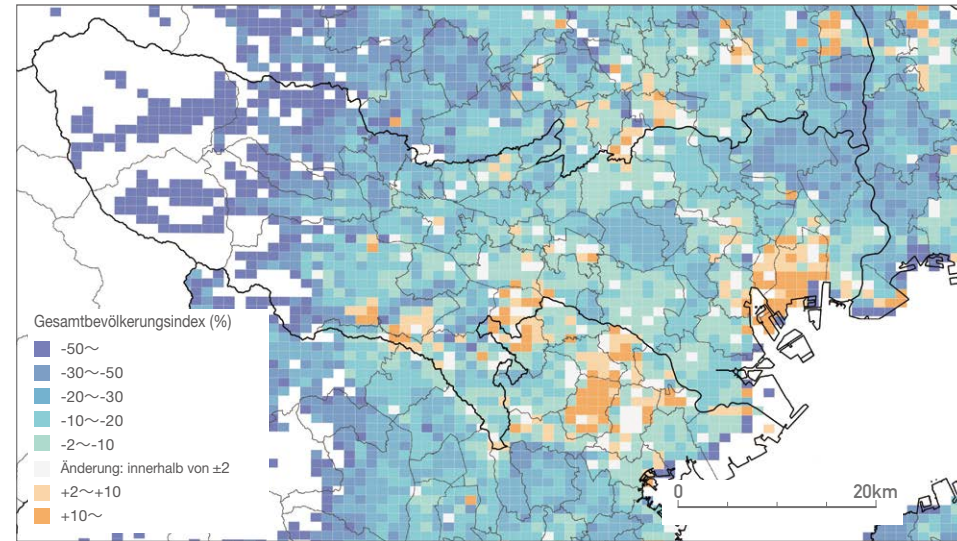 Gesamtbevölkerungsindex (%)
-50～
-30～-50
-20～-30
-10～-20
-2～-10
Änderung: innerhalb von ±2
+2～+10
+10～
0 20km